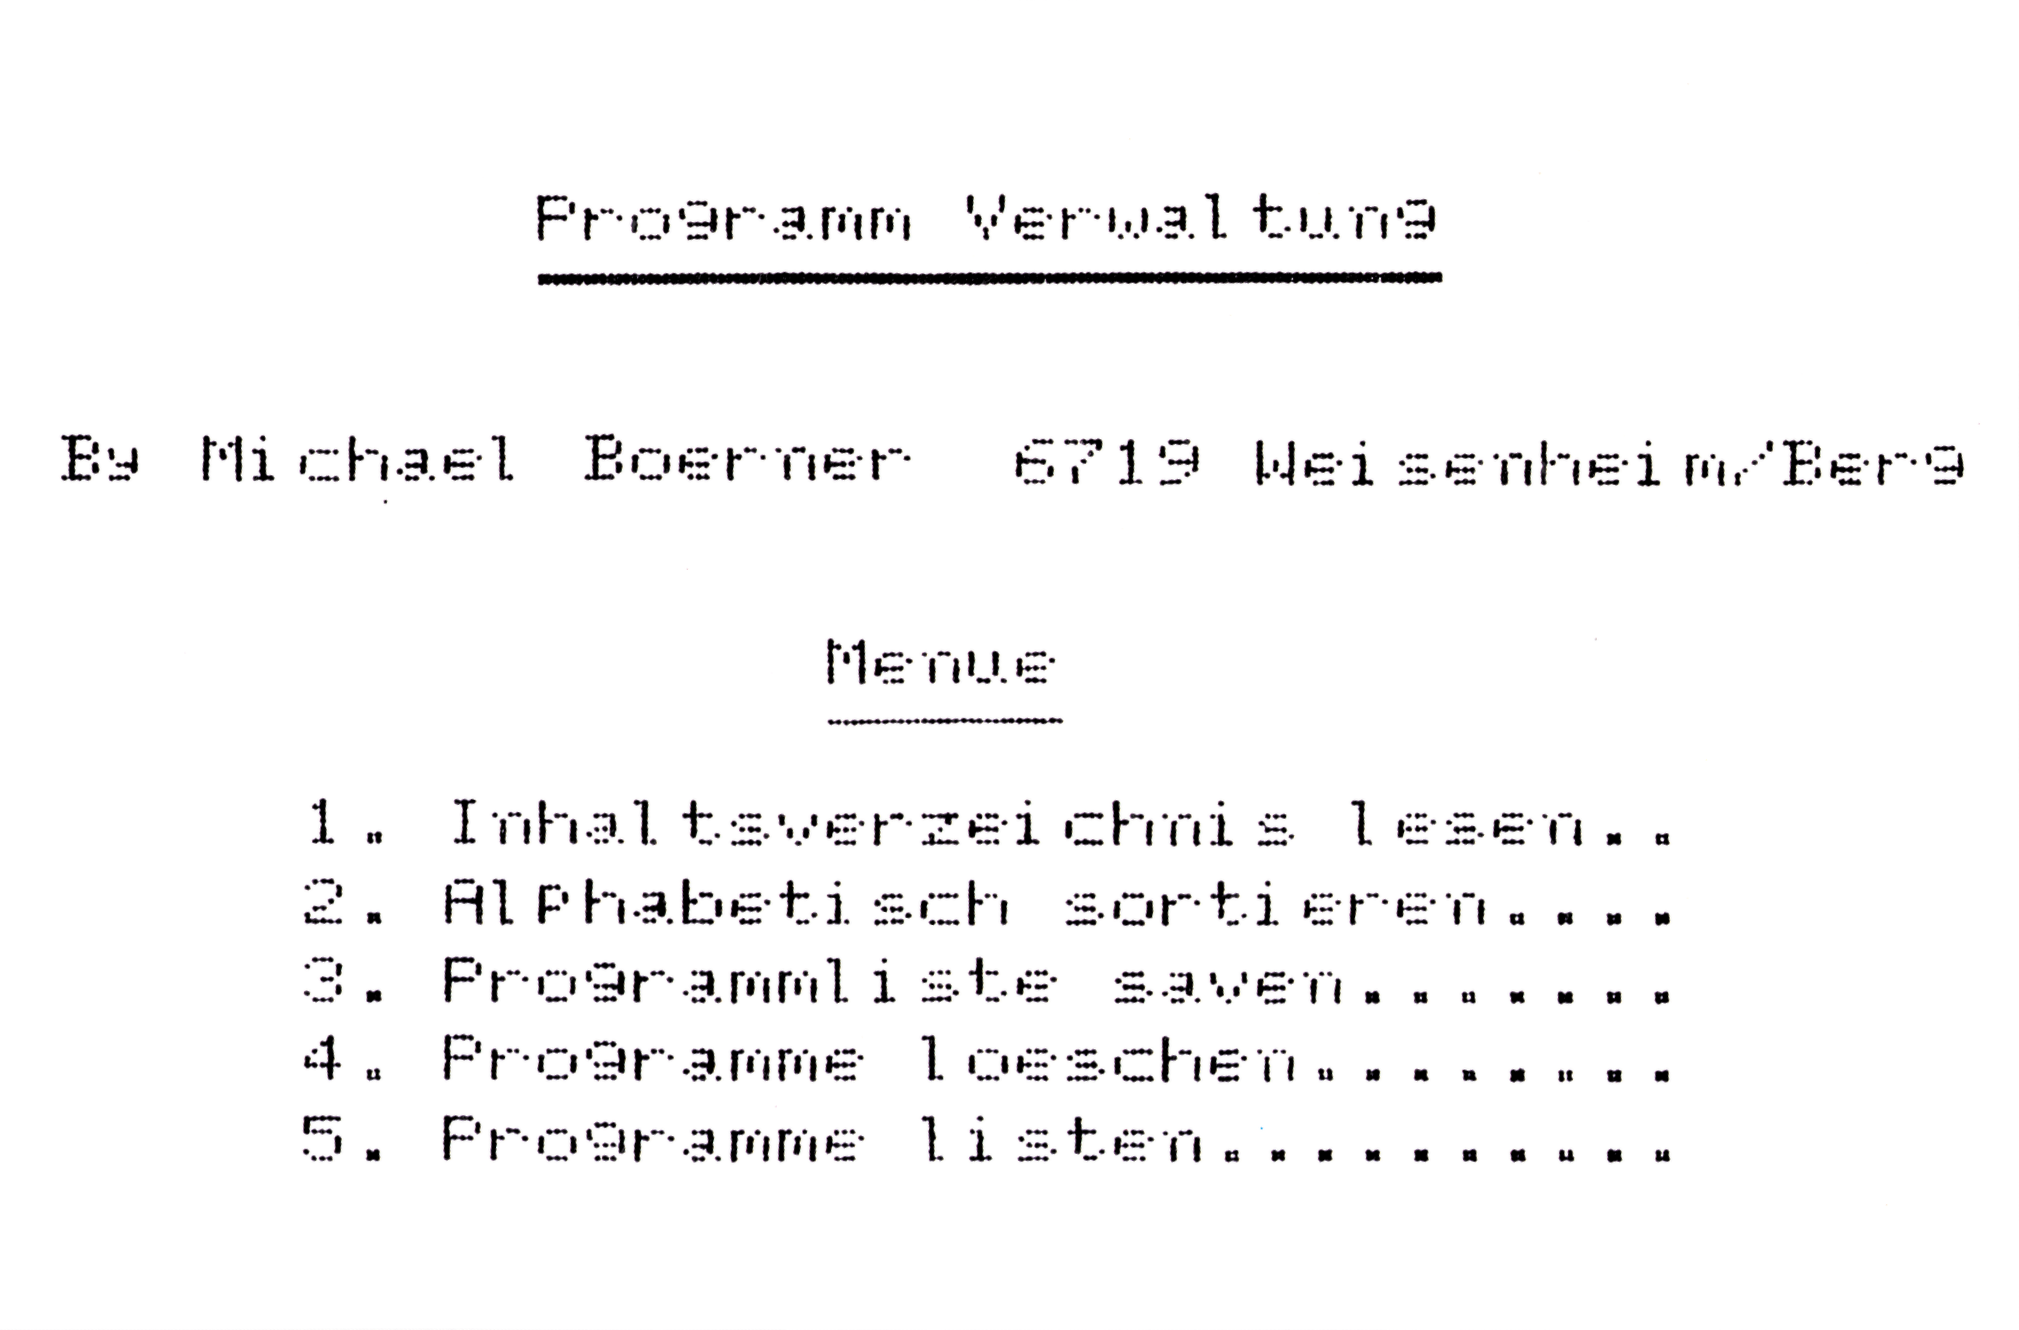 Programm Verwaltung
By Michael Boerner 6719 Weisenheim/Berg
Menue
1. Inhaltsverzeichnis lesen..
2. Alphabetisch sortieren....
3. Programmliste saven.......
4. Programme loeschen........
5. Programme listen..........